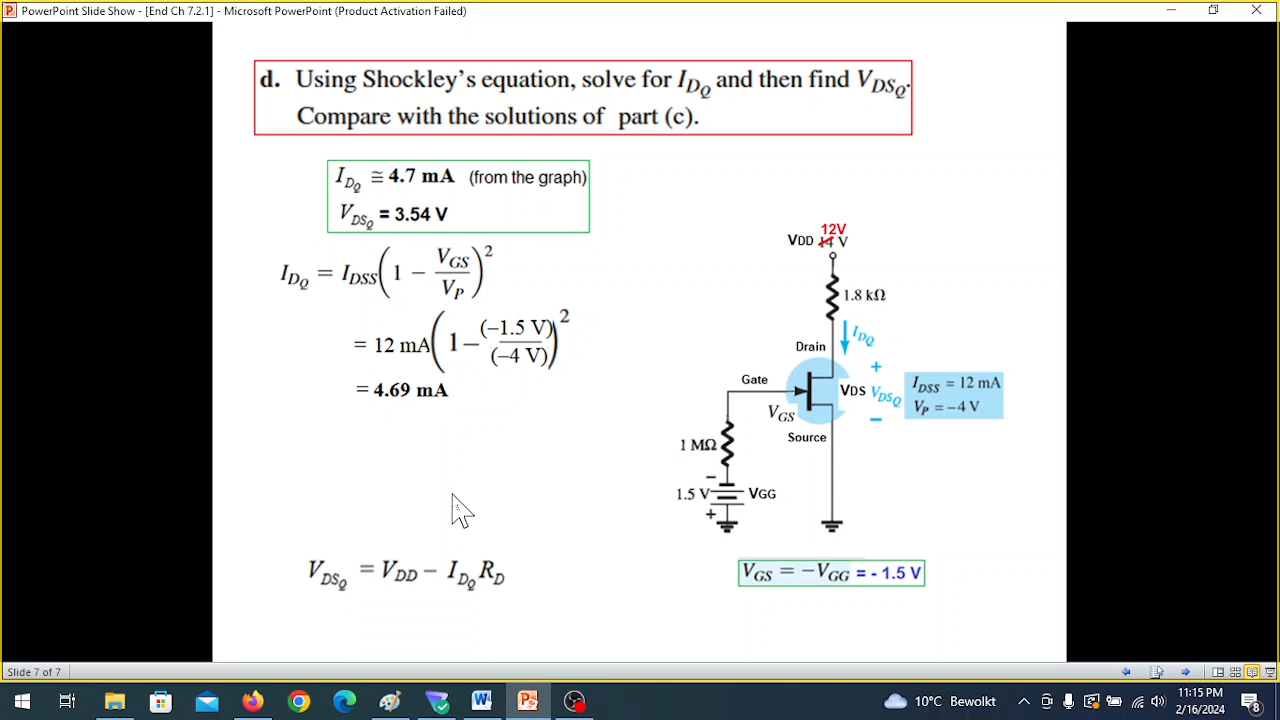 PowerPoint Slide Show - [End Ch 7.2.1] - Microsoft PowerPoint (Product Activation Failed)
d. Using Shockley's equation, solve for I_DQ and then find V_DSQ.
Compare with the solutions of part (c).
I_DQ ≅ 4.7 mA (from the graph)
V_DSQ = 3.54 V
I_DQ = I_DSS(1 − V_GS/V_P)²
= 12 mA(1 − (−1.5 V)/(−4 V))²
= 4.69 mA
V_DSQ = V_DD − I_DQ R_D
12V
VDD 14 V
1.8 kΩ
I_DQ
Drain
+
Gate
VDS V_DSQ
I_DSS = 12 mA
V_P = −4 V
V_GS
−
Source
1 MΩ
−
1.5 V
VGG
+
V_GS = −V_GG = - 1.5 V
Slide 7 of 7
10°C Bewolkt
11:15 PM
2/16/2024
8